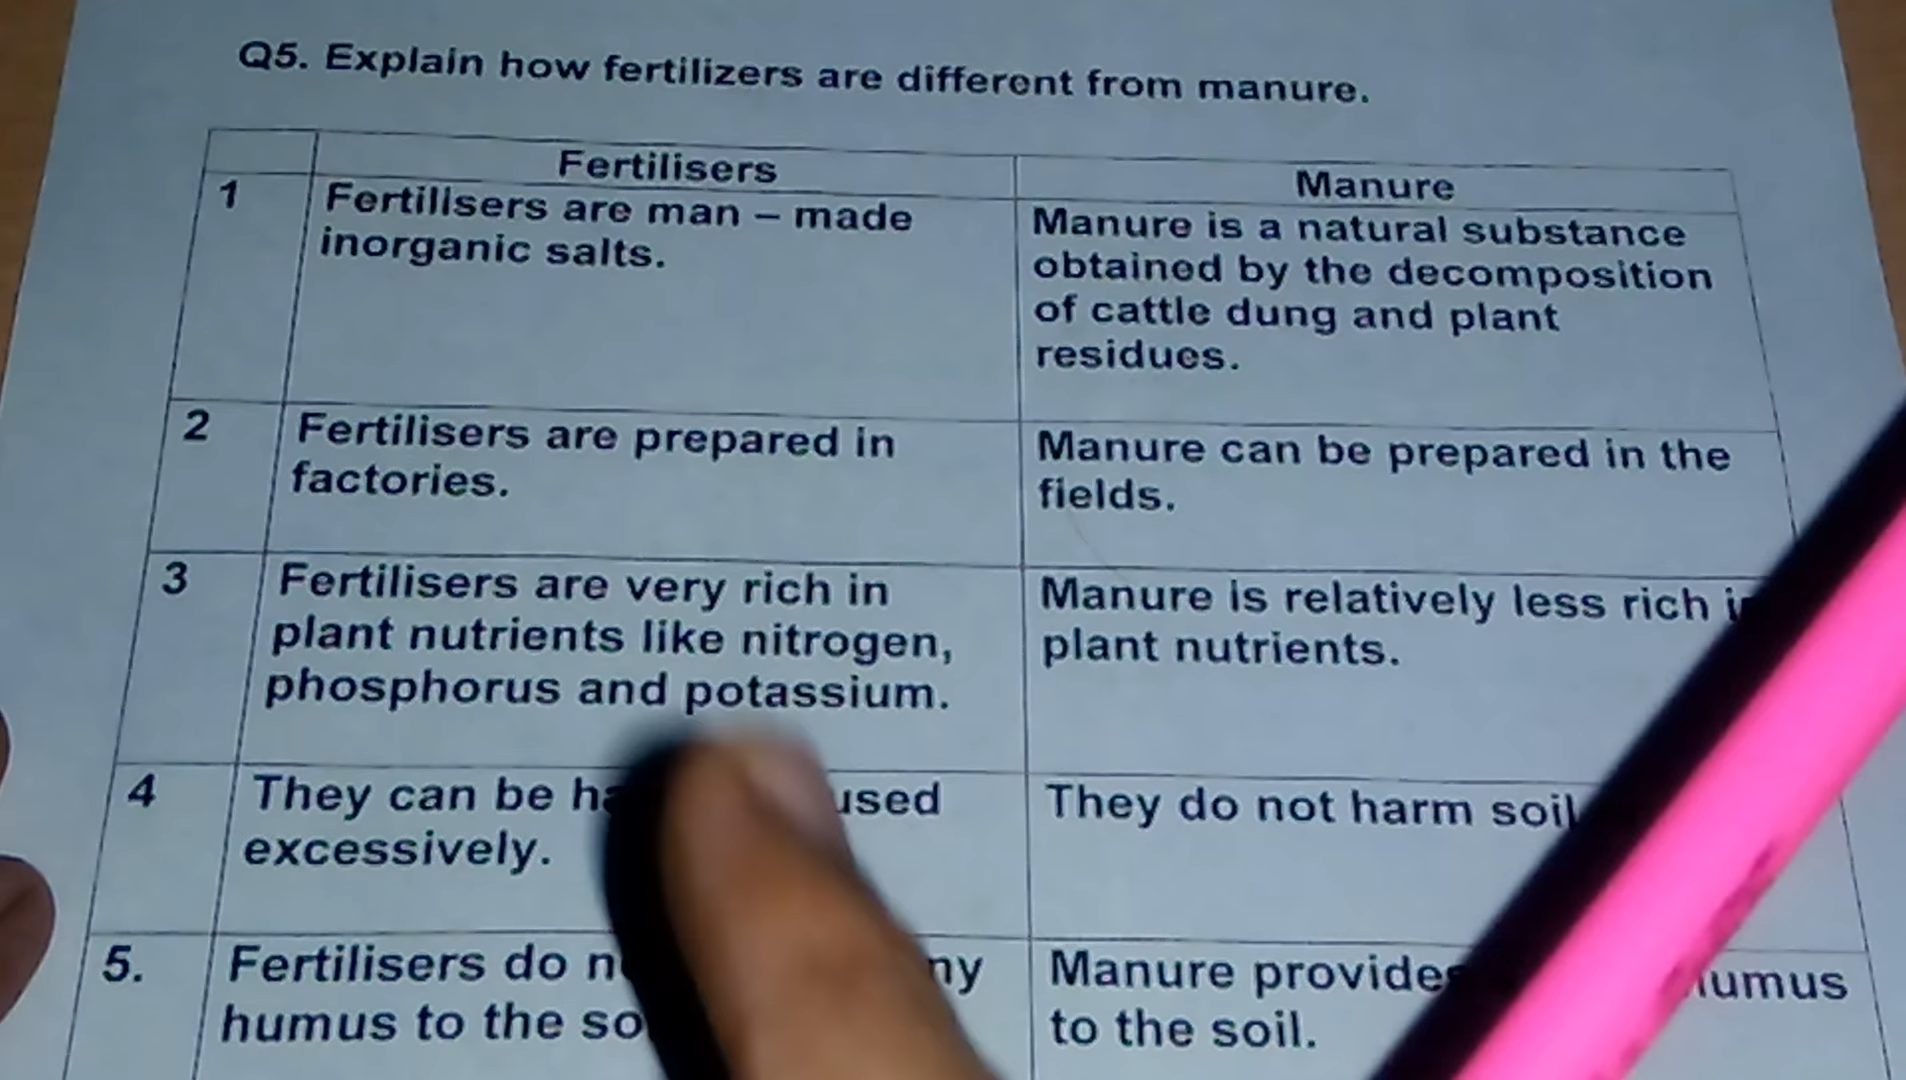 Q5. Explain how fertilizers are different from manure.
Fertilisers
Manure
1
Fertilisers are man – made
inorganic salts.
Manure is a natural substance
obtained by the decomposition
of cattle dung and plant
residues.
2
Fertilisers are prepared in
factories.
Manure can be prepared in the
fields.
3
Fertilisers are very rich in
plant nutrients like nitrogen,
phosphorus and potassium.
Manure is relatively less rich
plant nutrients.
4
They can be used
excessively.
They do not harm soil
5.
Fertilisers do
humus to the
Manure humus
to the soil.